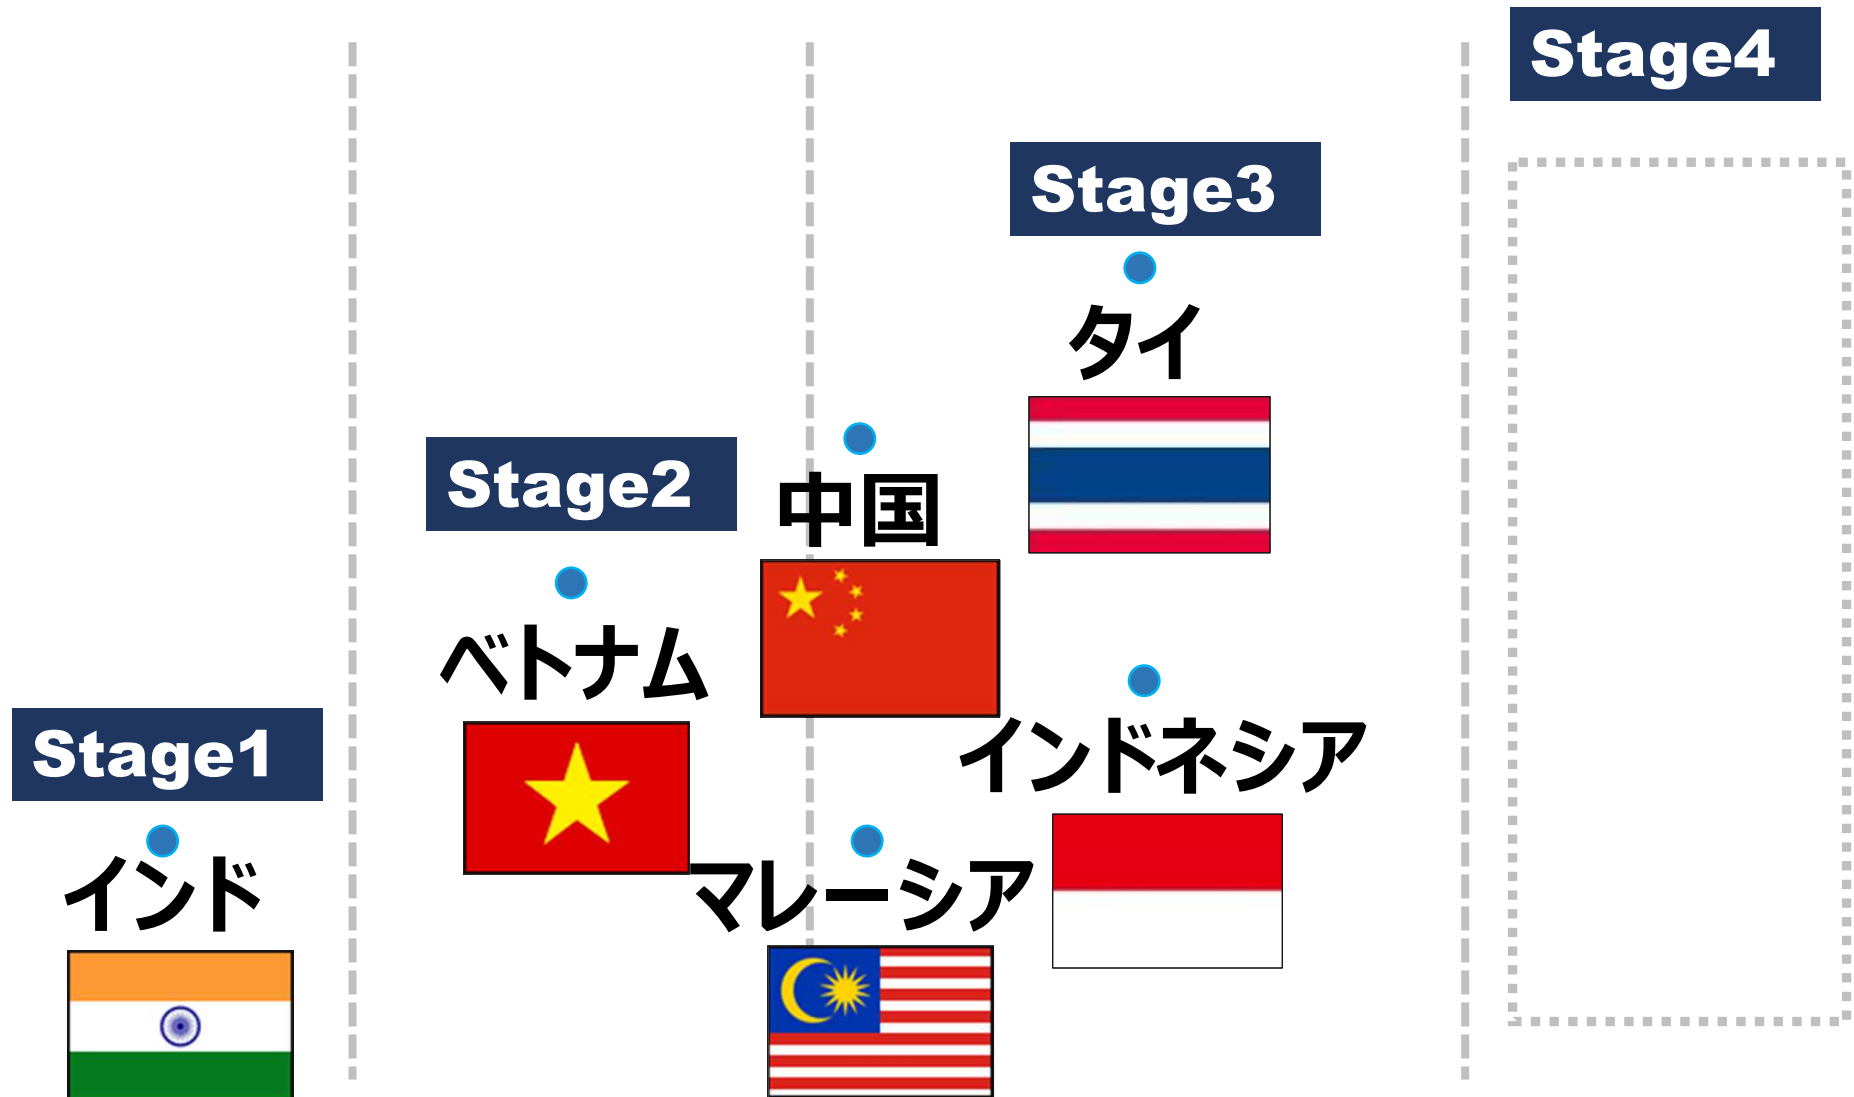 Stage4
Stage3
タイ
Stage2
中国
ベトナム
Stage1
インドネシア
インド
マレーシア